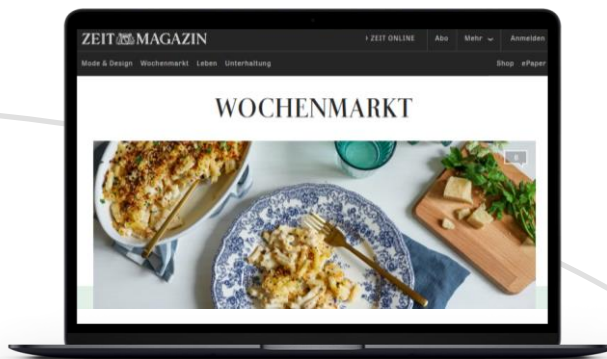 ZEIT MAGAZIN
› ZEIT ONLINE Abo Mehr Anmelden
Mode & Design Wochenmarkt Leben Unterhaltung Shop ePaper
WOCHENMARKT